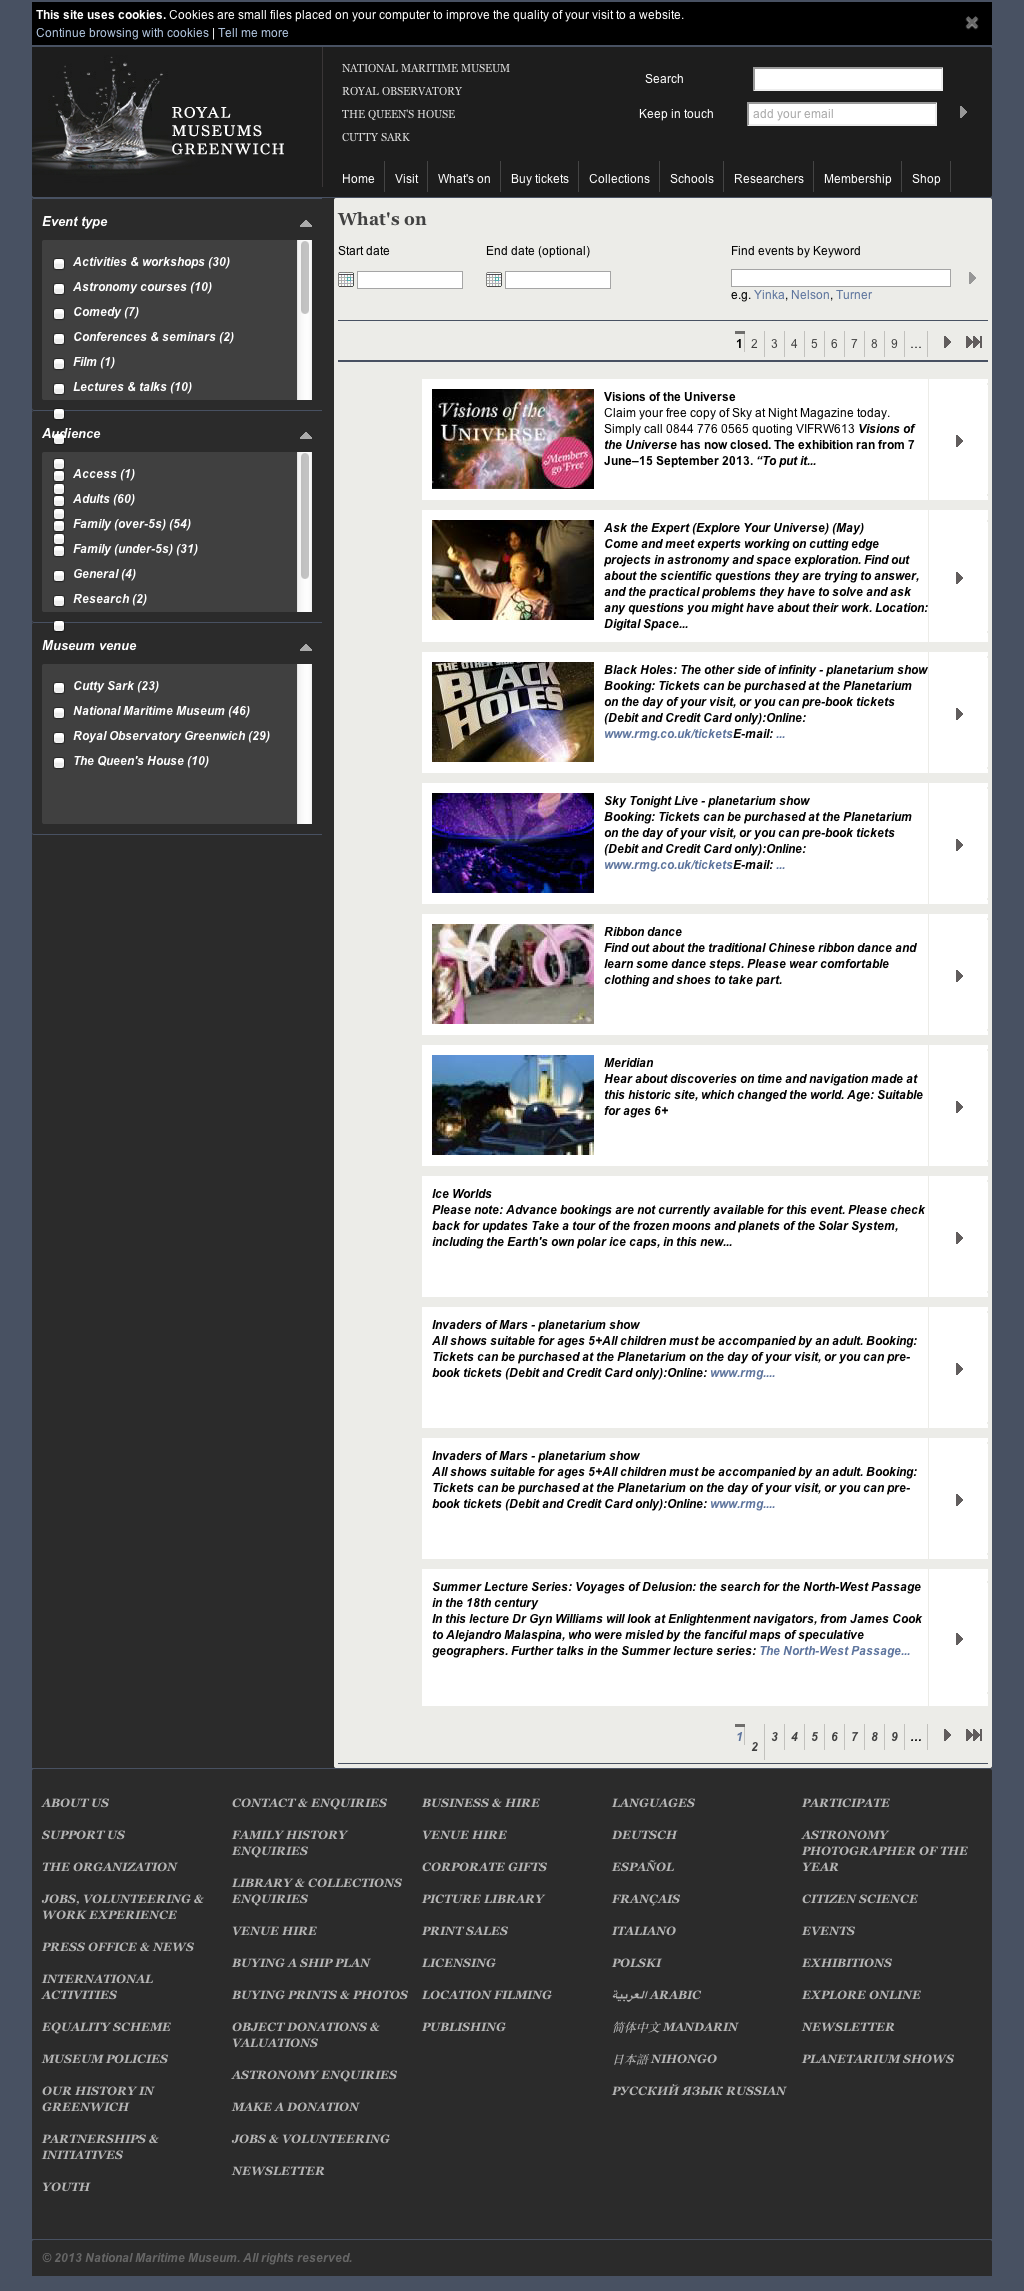 This site uses cookies. Cookies are small files placed on your computer to improve the quality of your visit to a website.
Continue browsing with cookies | Tell me more
ROYAL
MUSEUMS
GREENWICH
NATIONAL MARITIME MUSEUM
ROYAL OBSERVATORY
THE QUEEN'S HOUSE
CUTTY SARK
Search
Keep in touch add your email
Home Visit What's on Buy tickets Collections Schools Researchers Membership Shop
Event type
Activities & workshops (30)
Astronomy courses (10)
Comedy (7)
Conferences & seminars (2)
Film (1)
Lectures & talks (10)
Audience
Access (1)
Adults (60)
Family (over-5s) (54)
Family (under-5s) (31)
General (4)
Research (2)
Museum venue
Cutty Sark (23)
National Maritime Museum (46)
Royal Observatory Greenwich (29)
The Queen's House (10)
What's on
Start date End date (optional) Find events by Keyword
e.g. Yinka, Nelson, Turner
1 2 3 4 5 6 7 8 9 ...
Visions of the
UNIVERSE
Members
go Free
Visions of the Universe
Claim your free copy of Sky at Night Magazine today.
Simply call 0844 776 0565 quoting VIFRW613 Visions of
the Universe has now closed. The exhibition ran from 7
June–15 September 2013. “To put it...
Ask the Expert (Explore Your Universe) (May)
Come and meet experts working on cutting edge
projects in astronomy and space exploration. Find out
about the scientific questions they are trying to answer,
and the practical problems they have to solve and ask
any questions you might have about their work. Location:
Digital Space...
THE OTHER SIDE OF
BLACK
HOLES
Black Holes: The other side of infinity - planetarium show
Booking: Tickets can be purchased at the Planetarium
on the day of your visit, or you can pre-book tickets
(Debit and Credit Card only):Online:
www.rmg.co.uk/ticketsE-mail: ...
Sky Tonight Live - planetarium show
Booking: Tickets can be purchased at the Planetarium
on the day of your visit, or you can pre-book tickets
(Debit and Credit Card only):Online:
www.rmg.co.uk/ticketsE-mail: ...
Ribbon dance
Find out about the traditional Chinese ribbon dance and
learn some dance steps. Please wear comfortable
clothing and shoes to take part.
Meridian
Hear about discoveries on time and navigation made at
this historic site, which changed the world. Age: Suitable
for ages 6+
Ice Worlds
Please note: Advance bookings are not currently available for this event. Please check
back for updates Take a tour of the frozen moons and planets of the Solar System,
including the Earth's own polar ice caps, in this new...
Invaders of Mars - planetarium show
All shows suitable for ages 5+All children must be accompanied by an adult. Booking:
Tickets can be purchased at the Planetarium on the day of your visit, or you can pre-
book tickets (Debit and Credit Card only):Online: www.rmg....
Invaders of Mars - planetarium show
All shows suitable for ages 5+All children must be accompanied by an adult. Booking:
Tickets can be purchased at the Planetarium on the day of your visit, or you can pre-
book tickets (Debit and Credit Card only):Online: www.rmg....
Summer Lecture Series: Voyages of Delusion: the search for the North-West Passage
in the 18th century
In this lecture Dr Gyn Williams will look at Enlightenment navigators, from James Cook
to Alejandro Malaspina, who were misled by the fanciful maps of speculative
geographers. Further talks in the Summer lecture series: The North-West Passage...
1 2 3 4 5 6 7 8 9 ...
ABOUT US
SUPPORT US
THE ORGANIZATION
JOBS, VOLUNTEERING &
WORK EXPERIENCE
PRESS OFFICE & NEWS
INTERNATIONAL
ACTIVITIES
EQUALITY SCHEME
MUSEUM POLICIES
OUR HISTORY IN
GREENWICH
PARTNERSHIPS &
INITIATIVES
YOUTH
CONTACT & ENQUIRIES
FAMILY HISTORY
ENQUIRIES
LIBRARY & COLLECTIONS
ENQUIRIES
VENUE HIRE
BUYING A SHIP PLAN
BUYING PRINTS & PHOTOS
OBJECT DONATIONS &
VALUATIONS
ASTRONOMY ENQUIRIES
MAKE A DONATION
JOBS & VOLUNTEERING
NEWSLETTER
BUSINESS & HIRE
VENUE HIRE
CORPORATE GIFTS
PICTURE LIBRARY
PRINT SALES
LICENSING
LOCATION FILMING
PUBLISHING
LANGUAGES
DEUTSCH
ESPAÑOL
FRANÇAIS
ITALIANO
POLSKI
العربية ARABIC
简体中文 MANDARIN
日本語 NIHONGO
РУССКИЙ ЯЗЫК RUSSIAN
PARTICIPATE
ASTRONOMY
PHOTOGRAPHER OF THE
YEAR
CITIZEN SCIENCE
EVENTS
EXHIBITIONS
EXPLORE ONLINE
NEWSLETTER
PLANETARIUM SHOWS
© 2013 National Maritime Museum. All rights reserved.